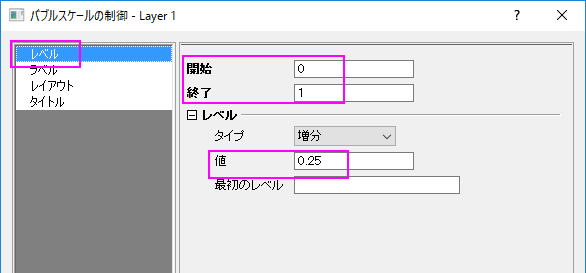 バブルスケールの制御 - Layer 1
レベル
ラベル
レイアウト
タイトル
開始 0
終了 1
レベル
タイプ 増分
値 0.25
最初のレベル